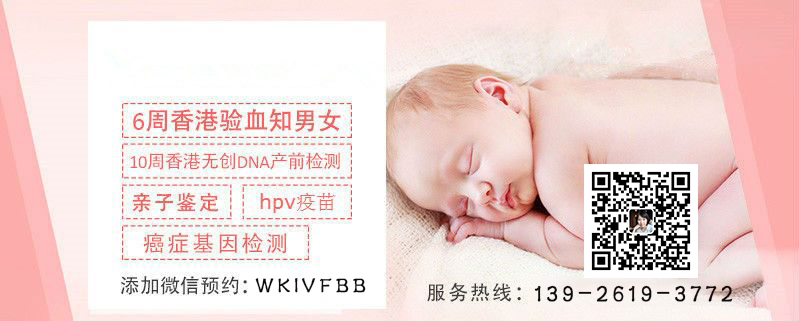 6周香港验血知男女
10周香港无创DNA产前检测
亲子鉴定 hpv疫苗
癌症基因检测
添加微信预约：WKIVFBB
服务热线：139-2619-3772